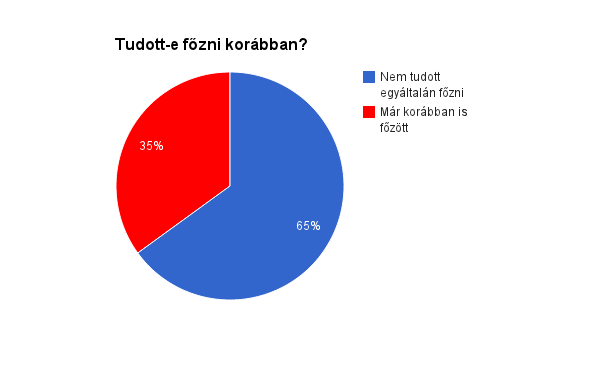 Tudott-e főzni korábban?
Nem tudott
egyáltalán főzni
Már korábban is
főzött
35%
65%